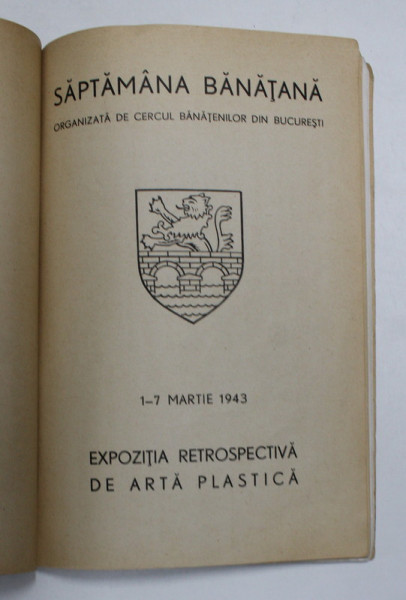 SĂPTĂMÂNA BĂNĂŢANĂ
ORGANIZATĂ DE CERCUL BĂNĂŢENILOR DIN BUCUREŞTI
1–7 MARTIE 1943
EXPOZIŢIA RETROSPECTIVĂ
DE ARTĂ PLASTICĂ